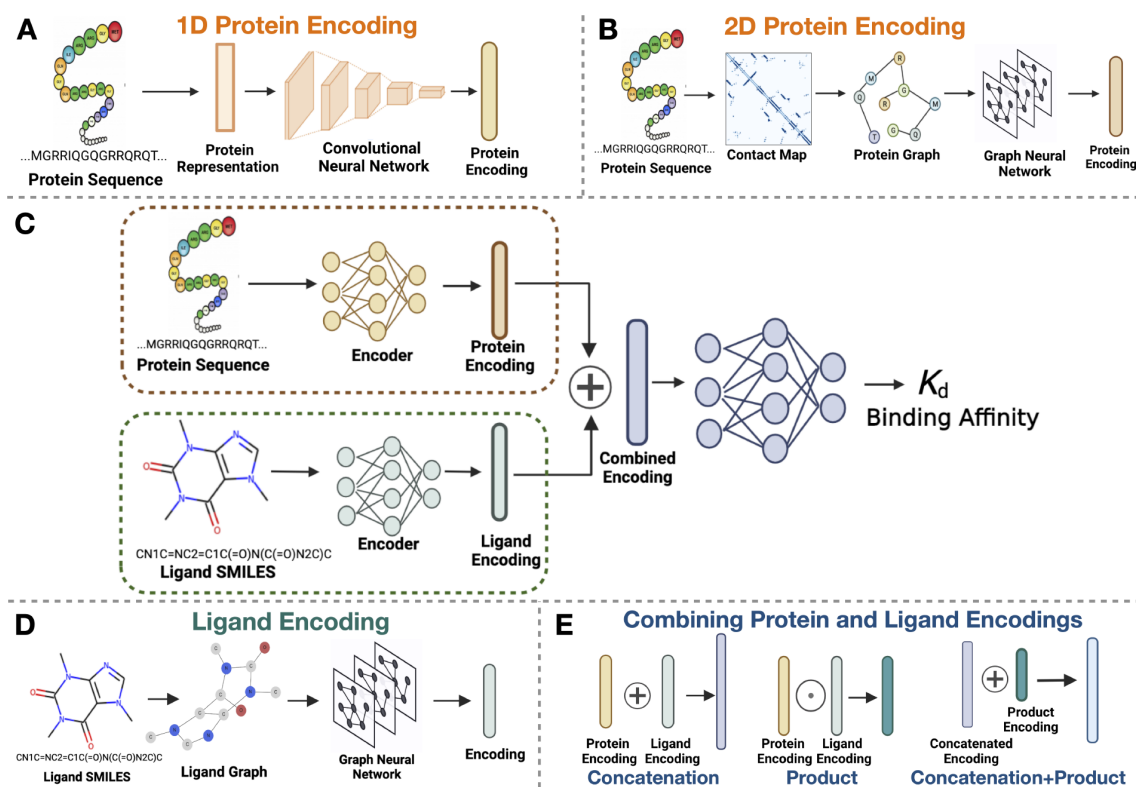 A
1D Protein Encoding
...MGRRIQGQGRRQRQT...
Protein Sequence
Protein
Representation
Convolutional
Neural Network
Protein
Encoding
B
2D Protein Encoding
...MGRRIQGQGRRQRQT...
Protein Sequence
Contact Map
R
M
G
Q
R
M
G
T
Q
Protein Graph
Graph Neural
Network
Protein
Encoding
C
...MGRRIQGQGRRQRQT...
Protein Sequence
Encoder
Protein
Encoding
N
N
N
N
O
O
CN1C=NC2=C1C(=O)N(C(=O)N2C)C
Ligand SMILES
Encoder
Ligand
Encoding
+
Combined
Encoding
Kd
Binding Affinity
D
Ligand Encoding
N
N
N
N
O
O
CN1C=NC2=C1C(=O)N(C(=O)N2C)C
Ligand SMILES
Ligand Graph
Graph Neural
Network
Encoding
E
Combining Protein and Ligand Encodings
+
Protein
Encoding
Ligand
Encoding
Concatenation
Protein
Encoding
Ligand
Encoding
Product
+
Concatenated
Encoding
Product
Encoding
Concatenation+Product